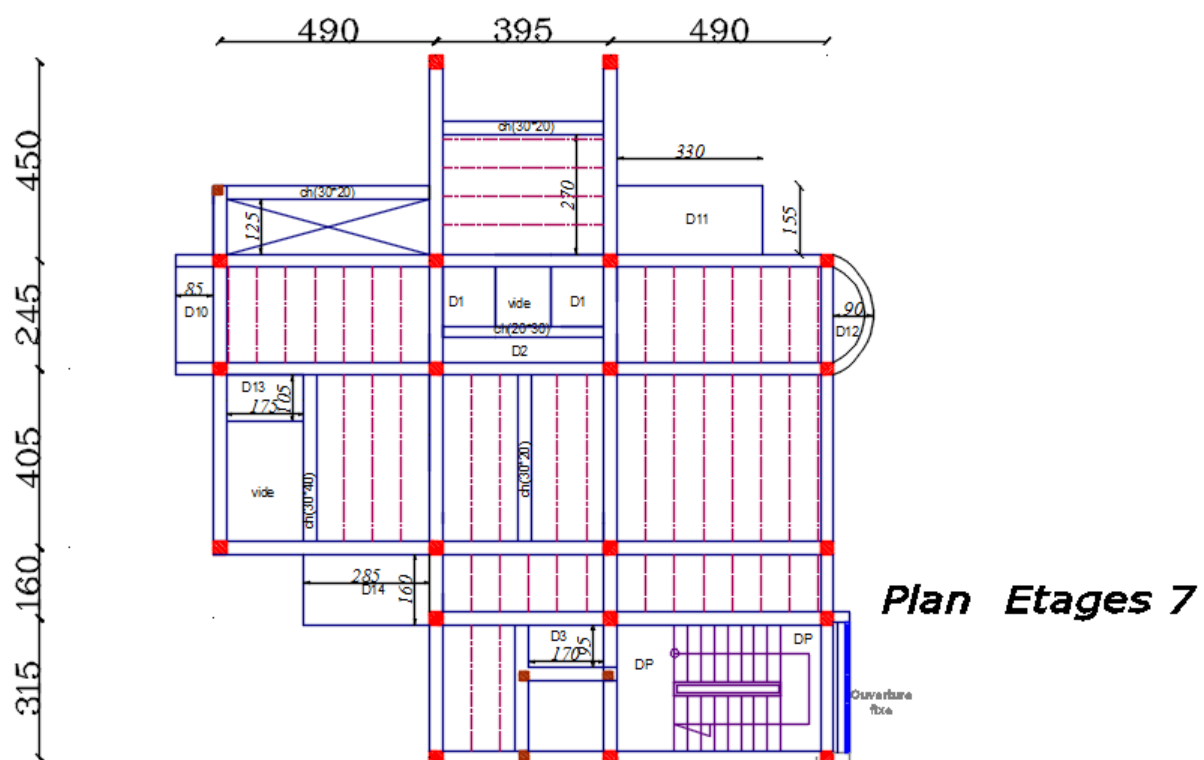 490 395 490
450
245
405
160
315
ch(30*20)
330
ch(30*20)
125
270
D11
155
85
D10
D1
vide
D1
ch(20*30)
D2
90
D12
D13
175
105
vide
ch(30*40)
ch(30*20)
285
D14
160
Plan Etages 7
D3
170
95
DP
DP
Ouverture
fixe